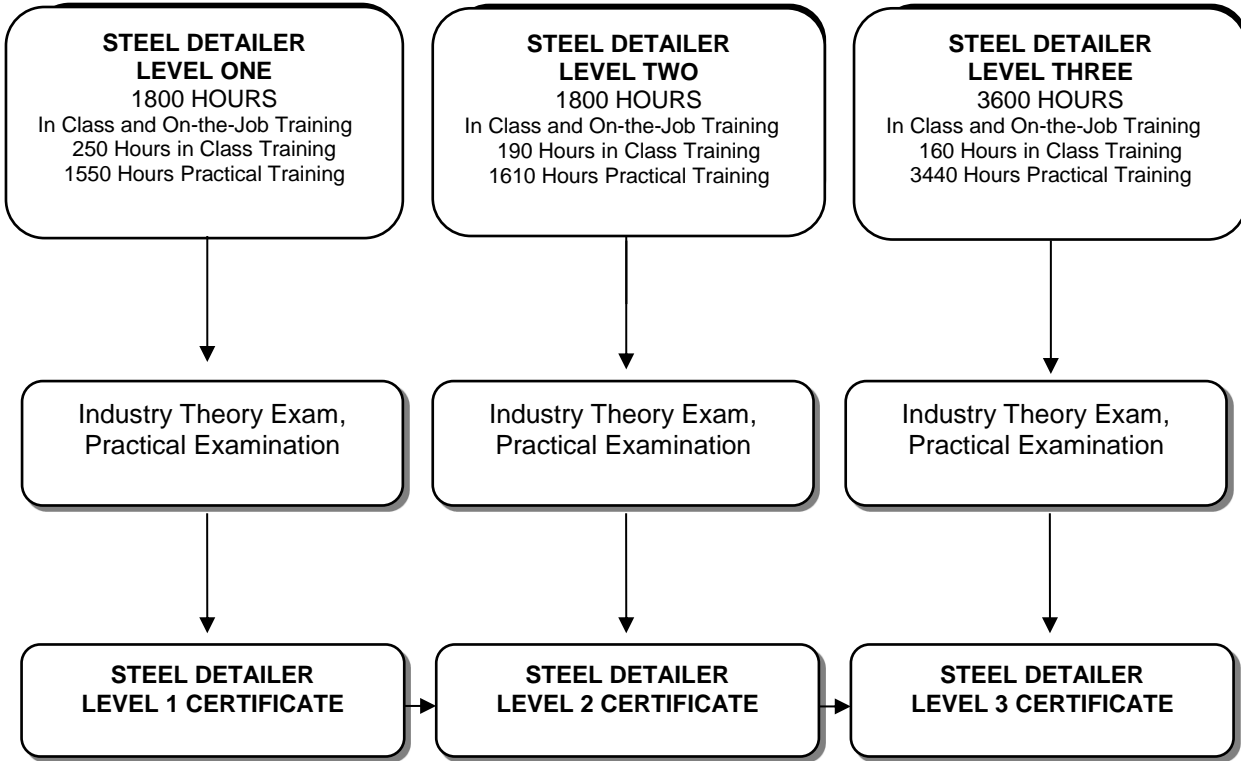 STEEL DETAILER
LEVEL ONE
1800 HOURS
In Class and On-the-Job Training
250 Hours in Class Training
1550 Hours Practical Training
STEEL DETAILER
LEVEL TWO
1800 HOURS
In Class and On-the-Job Training
190 Hours in Class Training
1610 Hours Practical Training
STEEL DETAILER
LEVEL THREE
3600 HOURS
In Class and On-the-Job Training
160 Hours in Class Training
3440 Hours Practical Training
Industry Theory Exam,
Practical Examination
Industry Theory Exam,
Practical Examination
Industry Theory Exam,
Practical Examination
STEEL DETAILER
LEVEL 1 CERTIFICATE
STEEL DETAILER
LEVEL 2 CERTIFICATE
STEEL DETAILER
LEVEL 3 CERTIFICATE